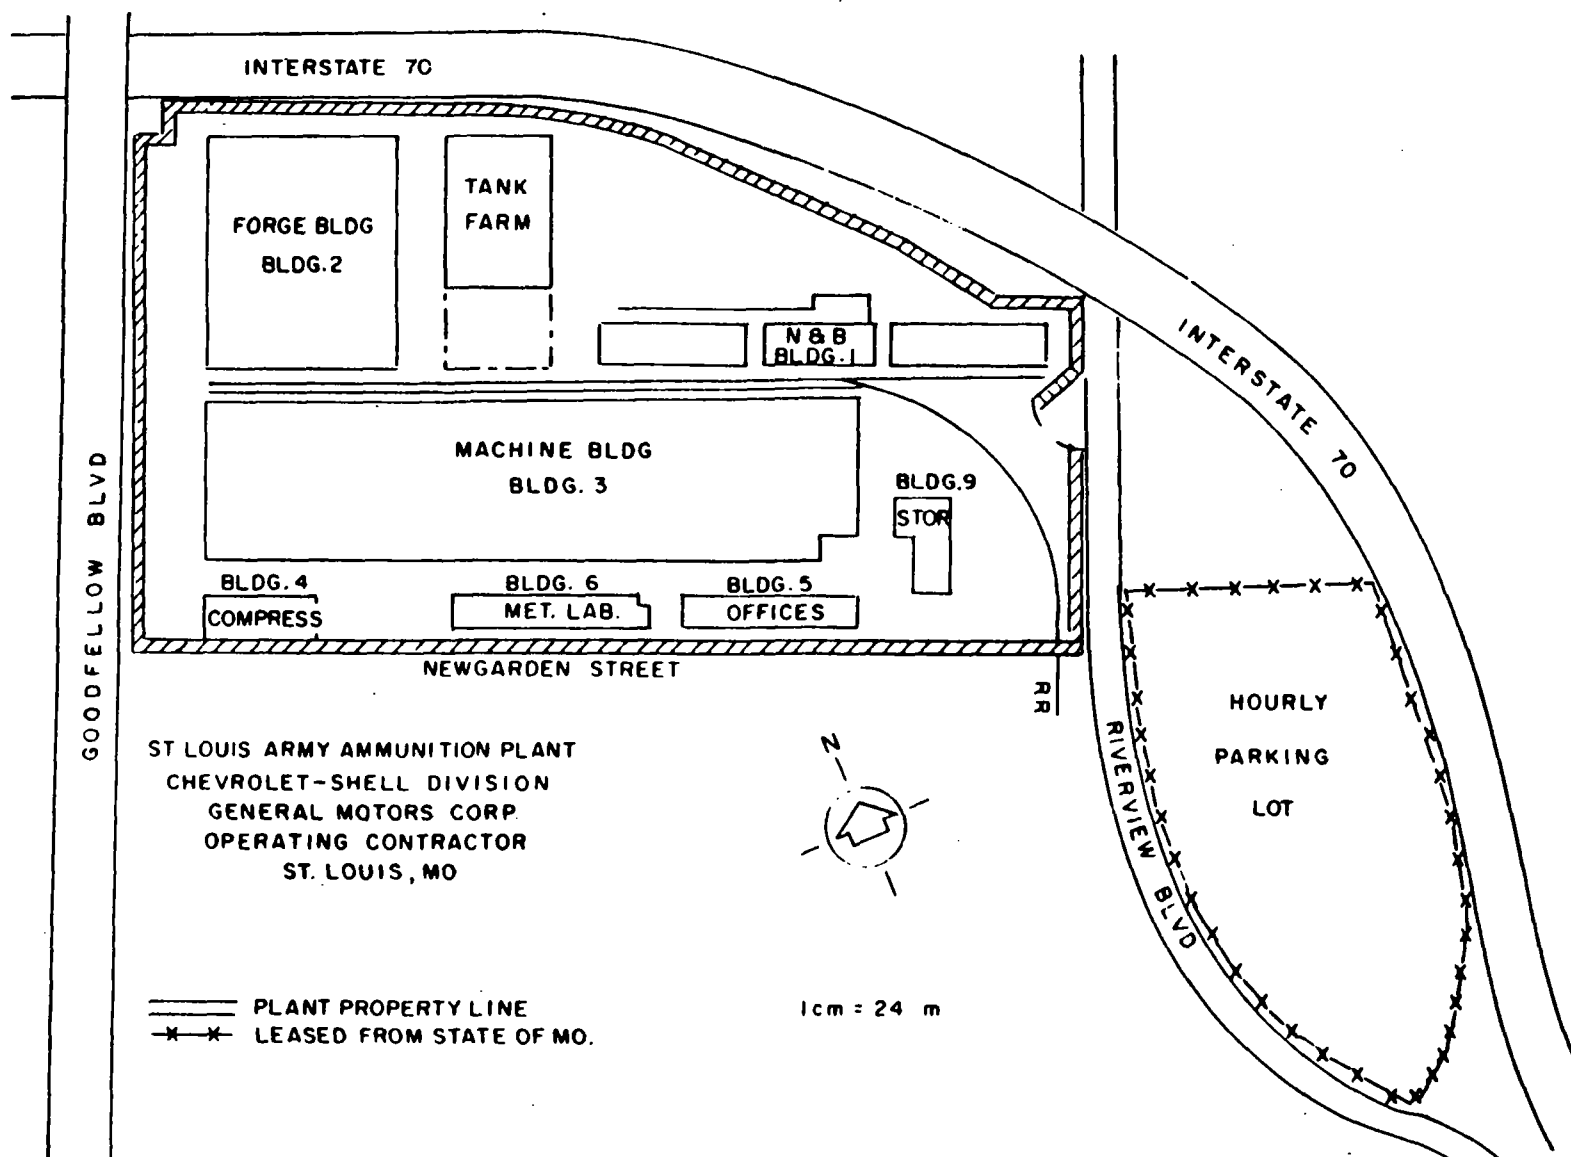 INTERSTATE 70
TANK
FARM
FORGE BLDG
BLDG.2
N & B
BLDG.1
INTERSTATE 70
MACHINE BLDG
BLDG. 3
BLDG.9
STOR
BLDG.4
COMPRESS
BLDG. 6
MET. LAB.
BLDG.5
OFFICES
GOODFELLOW BLVD
NEWGARDEN STREET
RR
RIVERVIEW BLVD
HOURLY
PARKING
LOT
ST LOUIS ARMY AMMUNITION PLANT
CHEVROLET-SHELL DIVISION
GENERAL MOTORS CORP.
OPERATING CONTRACTOR
ST. LOUIS, MO
N
PLANT PROPERTY LINE
LEASED FROM STATE OF MO.
1cm = 24 m